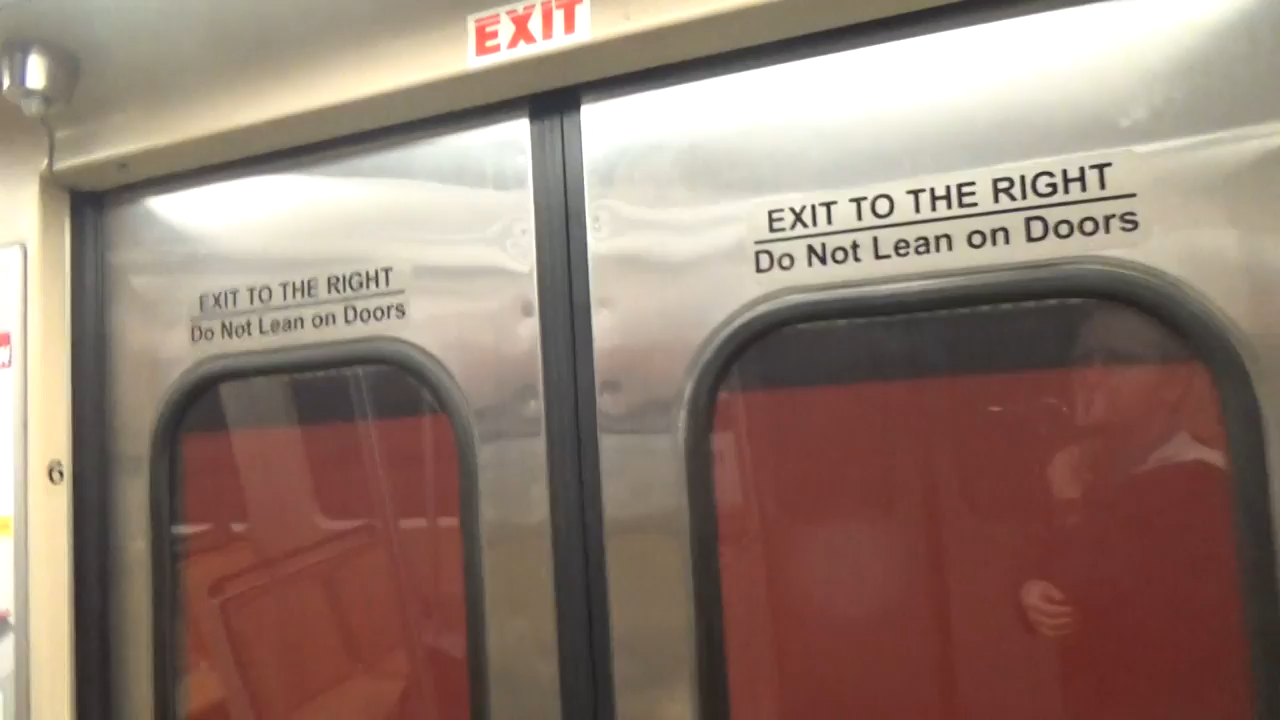 EXIT
EXIT TO THE RIGHT
Do Not Lean on Doors
EXIT TO THE RIGHT
Do Not Lean on Doors
6